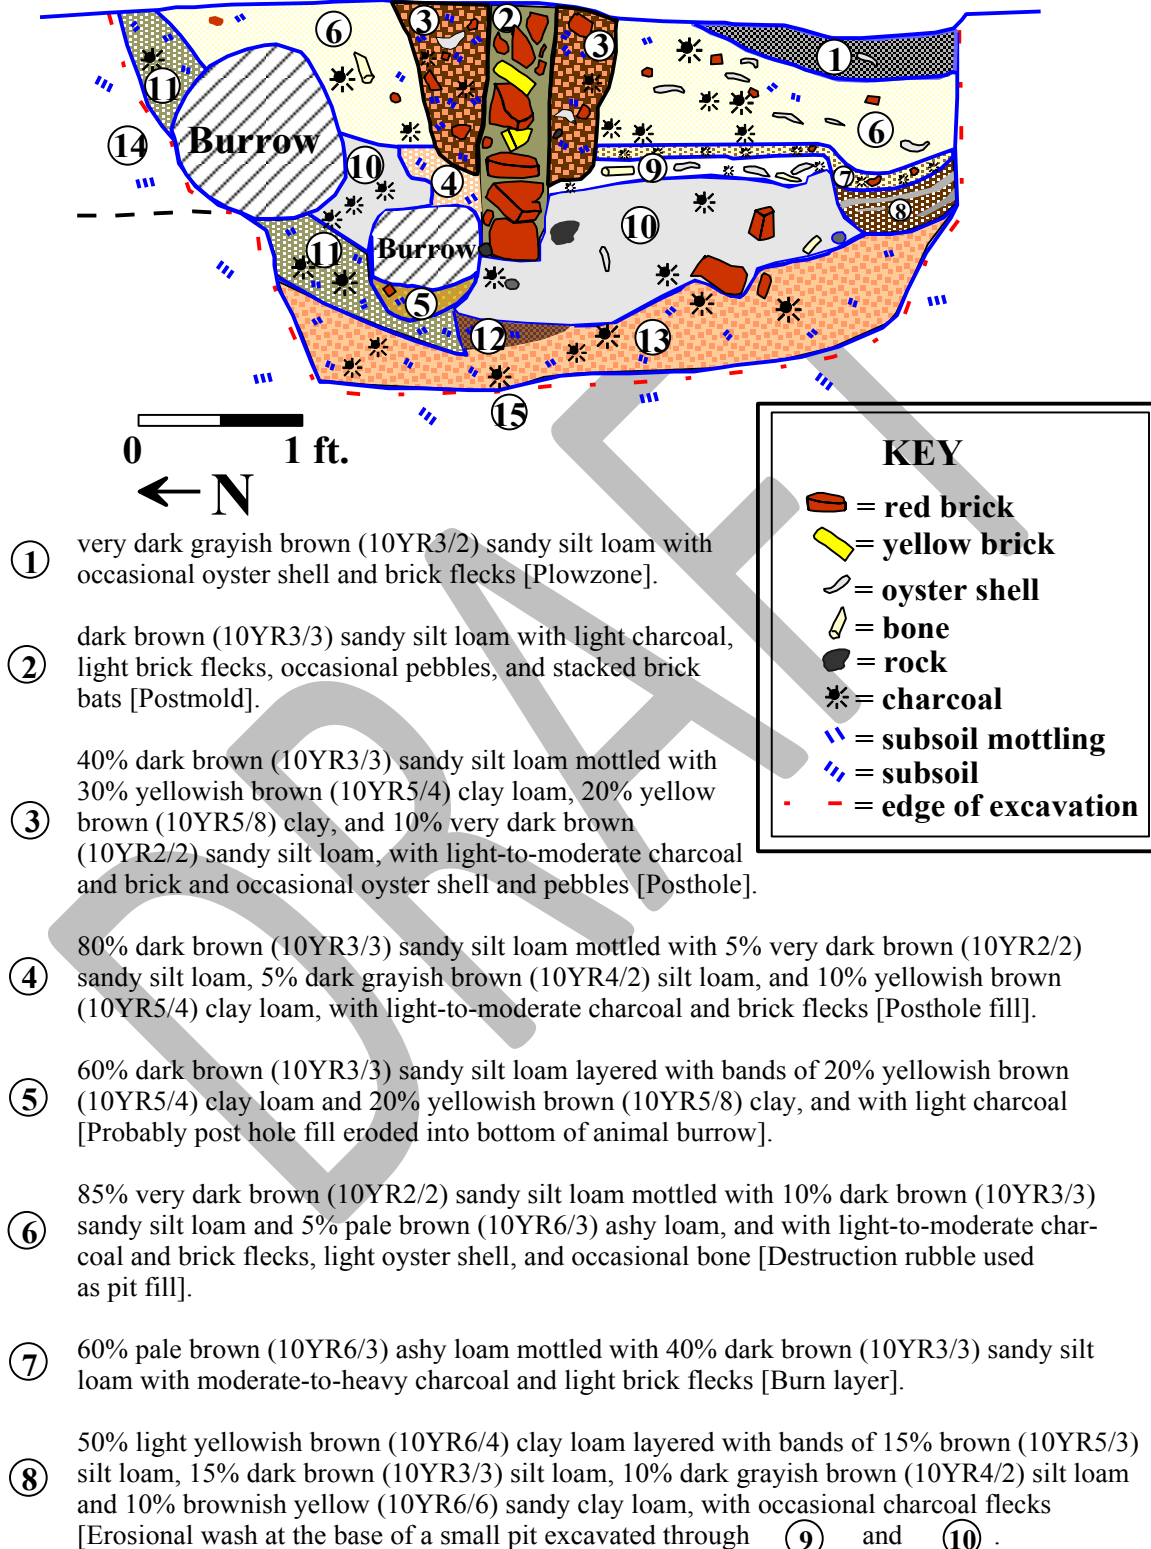 3
2
3
6
1
11
Burrow
6
14
10
9
7
4
8
10
11
Burrow
5
12
13
15
0 1 ft.
N
KEY
= red brick
= yellow brick
= oyster shell
= bone
= rock
= charcoal
= subsoil mottling
= subsoil
= edge of excavation
DRAFT
1 very dark grayish brown (10YR3/2) sandy silt loam with
occasional oyster shell and brick flecks [Plowzone].
2 dark brown (10YR3/3) sandy silt loam with light charcoal,
light brick flecks, occasional pebbles, and stacked brick
bats [Postmold].
3 40% dark brown (10YR3/3) sandy silt loam mottled with
30% yellowish brown (10YR5/4) clay loam, 20% yellow
brown (10YR5/8) clay, and 10% very dark brown
(10YR2/2) sandy silt loam, with light-to-moderate charcoal
and brick and occasional oyster shell and pebbles [Posthole].
4 80% dark brown (10YR3/3) sandy silt loam mottled with 5% very dark brown (10YR2/2)
sandy silt loam, 5% dark grayish brown (10YR4/2) silt loam, and 10% yellowish brown
(10YR5/4) clay loam, with light-to-moderate charcoal and brick flecks [Posthole fill].
5 60% dark brown (10YR3/3) sandy silt loam layered with bands of 20% yellowish brown
(10YR5/4) clay loam and 20% yellowish brown (10YR5/8) clay, and with light charcoal
[Probably post hole fill eroded into bottom of animal burrow].
6 85% very dark brown (10YR2/2) sandy silt loam mottled with 10% dark brown (10YR3/3)
sandy silt loam and 5% pale brown (10YR6/3) ashy loam, and with light-to-moderate char-
coal and brick flecks, light oyster shell, and occasional bone [Destruction rubble used
as pit fill].
7 60% pale brown (10YR6/3) ashy loam mottled with 40% dark brown (10YR3/3) sandy silt
loam with moderate-to-heavy charcoal and light brick flecks [Burn layer].
8 50% light yellowish brown (10YR6/4) clay loam layered with bands of 15% brown (10YR5/3)
silt loam, 15% dark brown (10YR3/3) silt loam, 10% dark grayish brown (10YR4/2) silt loam
and 10% brownish yellow (10YR6/6) sandy clay loam, with occasional charcoal flecks
[Erosional wash at the base of a small pit excavated through 9 and 10 .